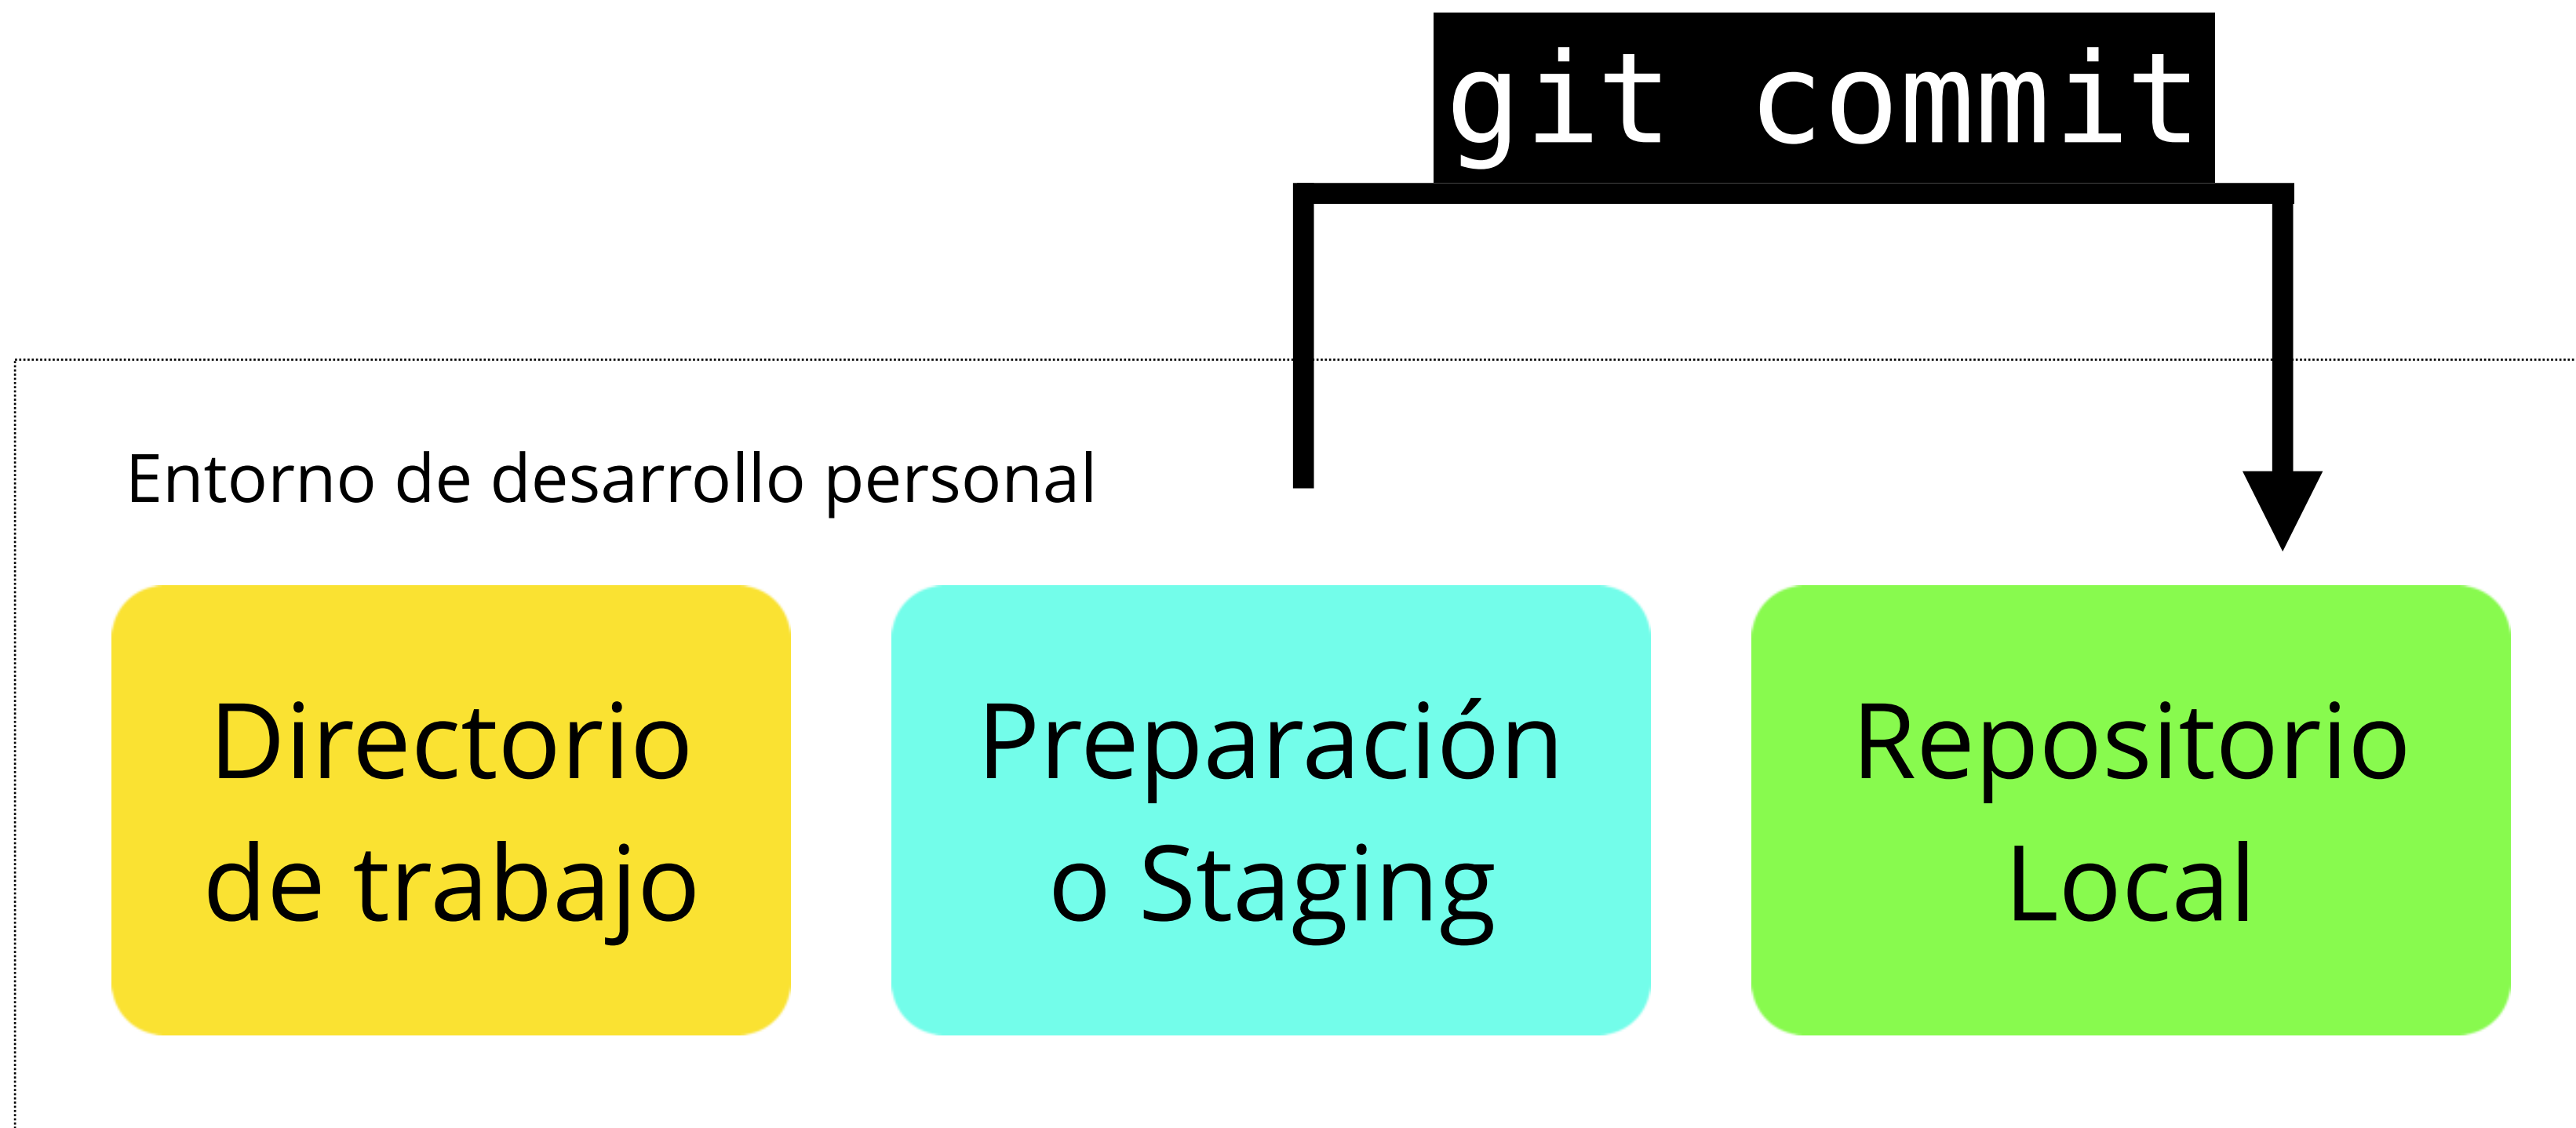 git commit
Entorno de desarrollo personal
Directorio
de trabajo
Preparación
o Staging
Repositorio
Local